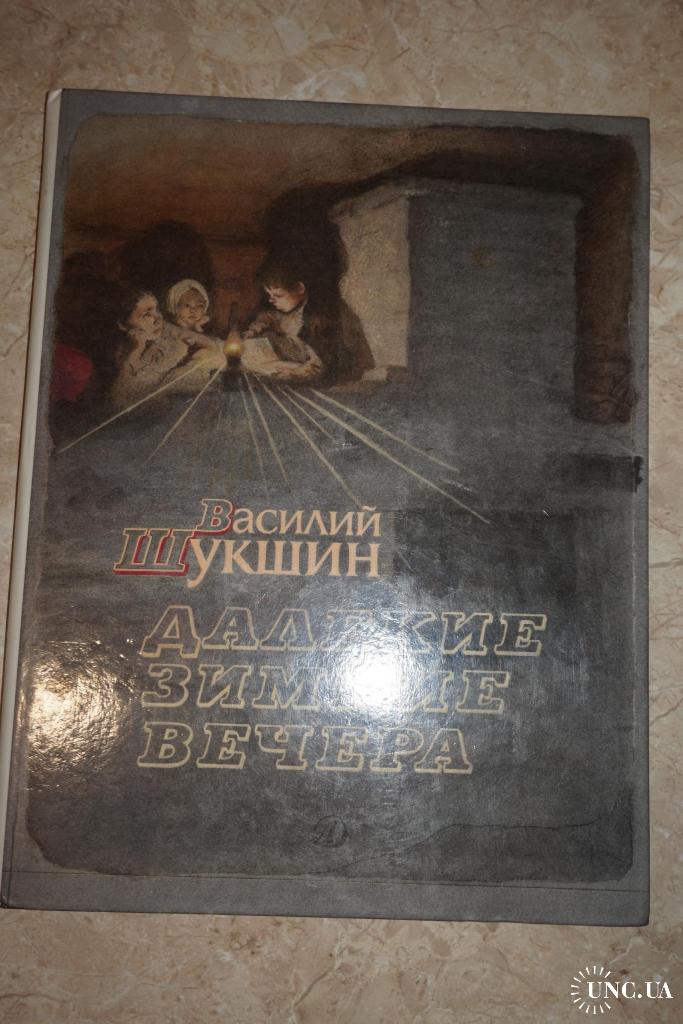 Василий
Шукшин
ДАЛЕКИЕ
ЗИМНИЕ
ВЕЧЕРА
UNC.UA